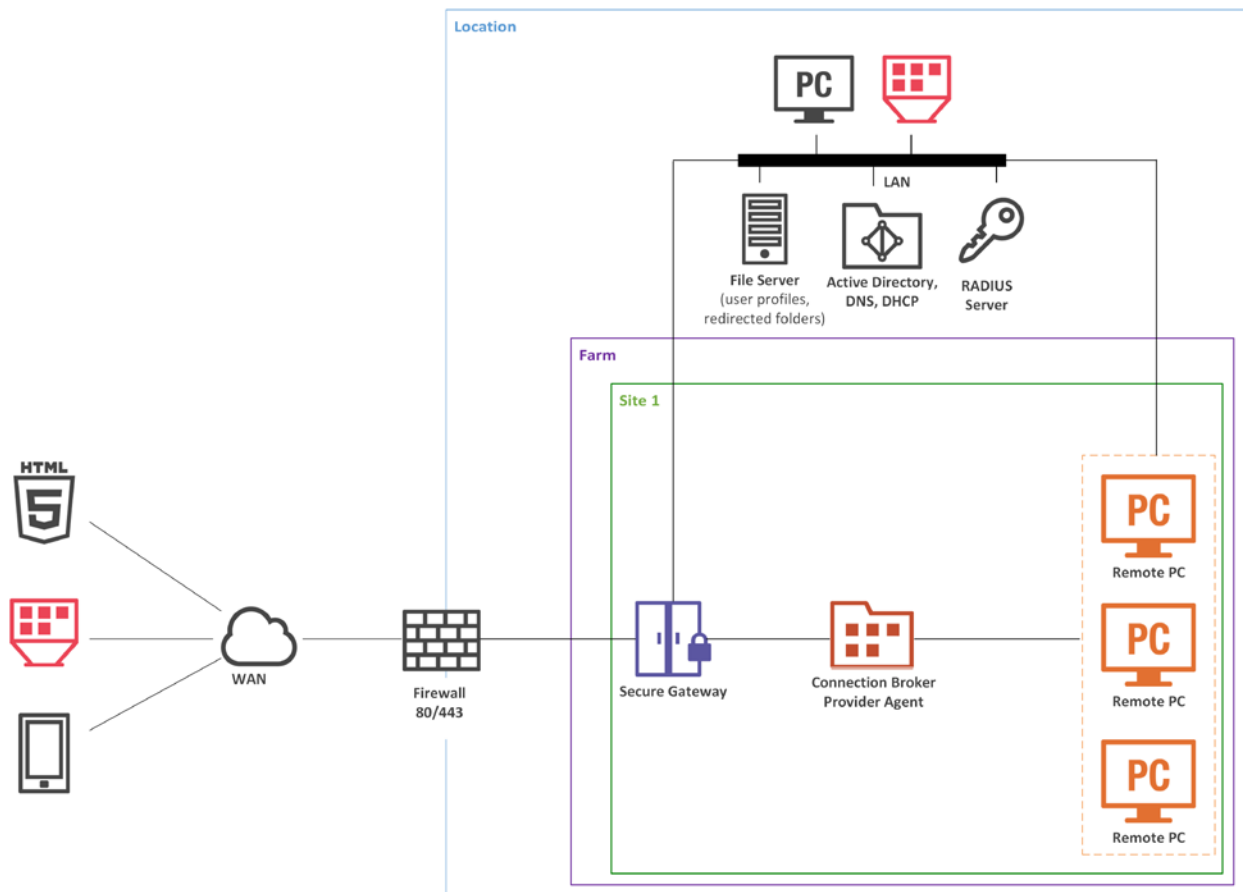 Location
PC
LAN
File Server
(user profiles,
redirected folders)
Active Directory,
DNS, DHCP
RADIUS
Server
Farm
Site 1
HTML
5
WAN
Firewall
80/443
Secure Gateway
Connection Broker
Provider Agent
PC
Remote PC
PC
Remote PC
PC
Remote PC